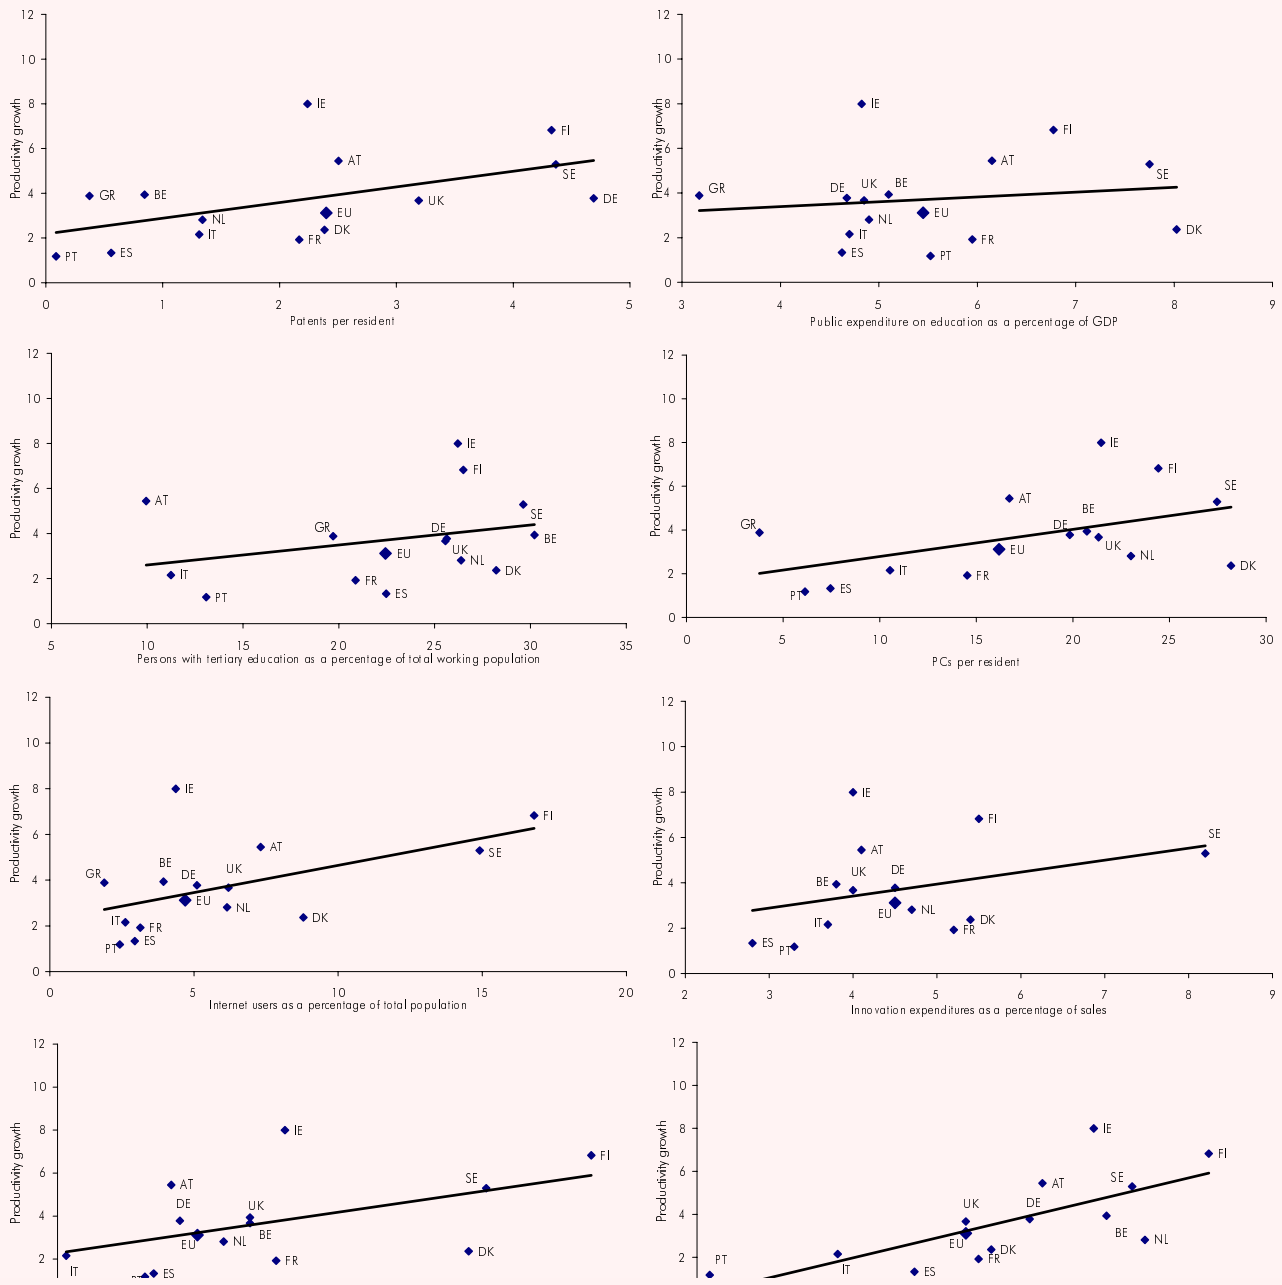 12
10
8
6
4
2
0
Productivity growth
IE
FI
AT
SE
GR
BE
UK
DE
NL
EU
IT
DK
FR
PT
ES
0 1 2 3 4 5
Patents per resident
12
10
8
6
4
2
0
Productivity growth
IE
FI
AT
SE
GR
DE
UK
BE
NL
EU
IT
FR
DK
ES
PT
3 4 5 6 7 8 9
Public expenditure on education as a percentage of GDP
12
10
8
6
4
2
0
Productivity growth
IE
FI
AT
SE
GR
DE
BE
UK
EU
NL
IT
FR
DK
PT
ES
5 10 15 20 25 30 35
Persons with tertiary education as a percentage of total working population
12
10
8
6
4
2
0
Productivity growth
IE
FI
SE
AT
BE
GR
DE
UK
EU
NL
IT
FR
DK
PT
ES
0 5 10 15 20 25 30
PCs per resident
12
10
8
6
4
2
0
Productivity growth
IE
FI
AT
SE
BE
UK
GR
DE
EU
NL
IT
FR
DK
PT
ES
0 5 10 15 20
Internet users as a percentage of total population
12
10
8
6
4
2
0
Productivity growth
IE
FI
SE
AT
BE
UK
DE
EU
NL
IT
DK
FR
ES
PT
2 3 4 5 6 7 8 9
Innovation expenditures as a percentage of sales
12
10
8
6
4
2
Productivity growth
IE
FI
AT
SE
DE
UK
BE
EU
NL
DK
FR
IT
ES
12
10
8
6
4
2
Productivity growth
IE
FI
AT
SE
UK
DE
BE
EU
NL
DK
FR
PT
IT
ES